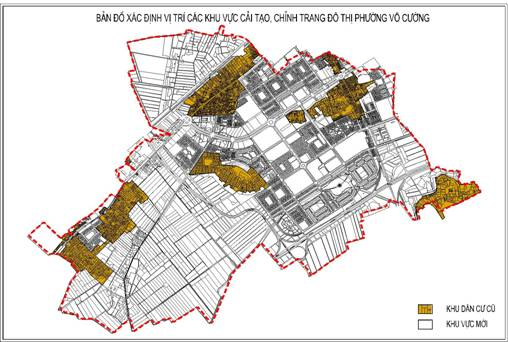 BẢN ĐỒ XÁC ĐỊNH VỊ TRÍ CÁC KHU VỰC CẢI TẠO, CHỈNH TRANG ĐÔ THỊ PHƯỜNG VÕ CƯỜNG
KHU DÂN CƯ CŨ
KHU VỰC MỚI